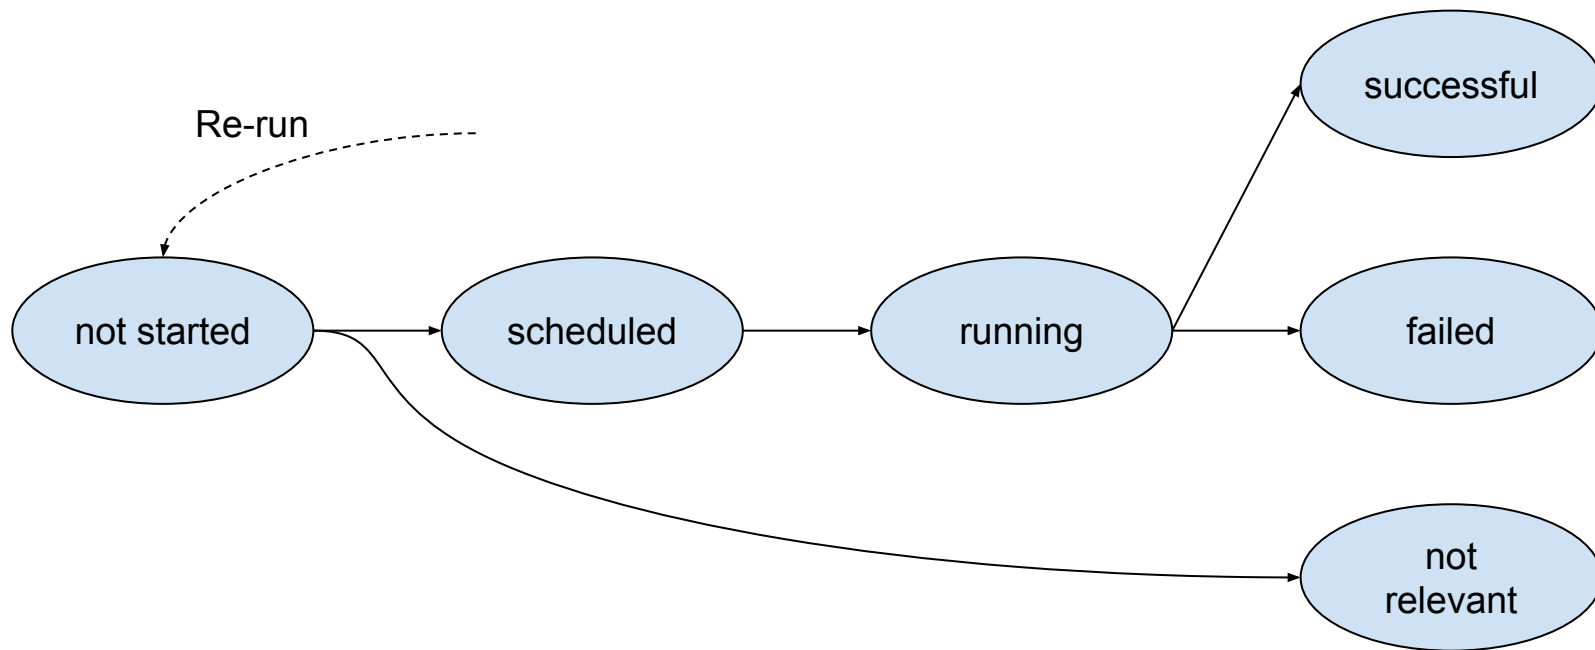 successful
Re-run
not started
scheduled
running
failed
not
relevant